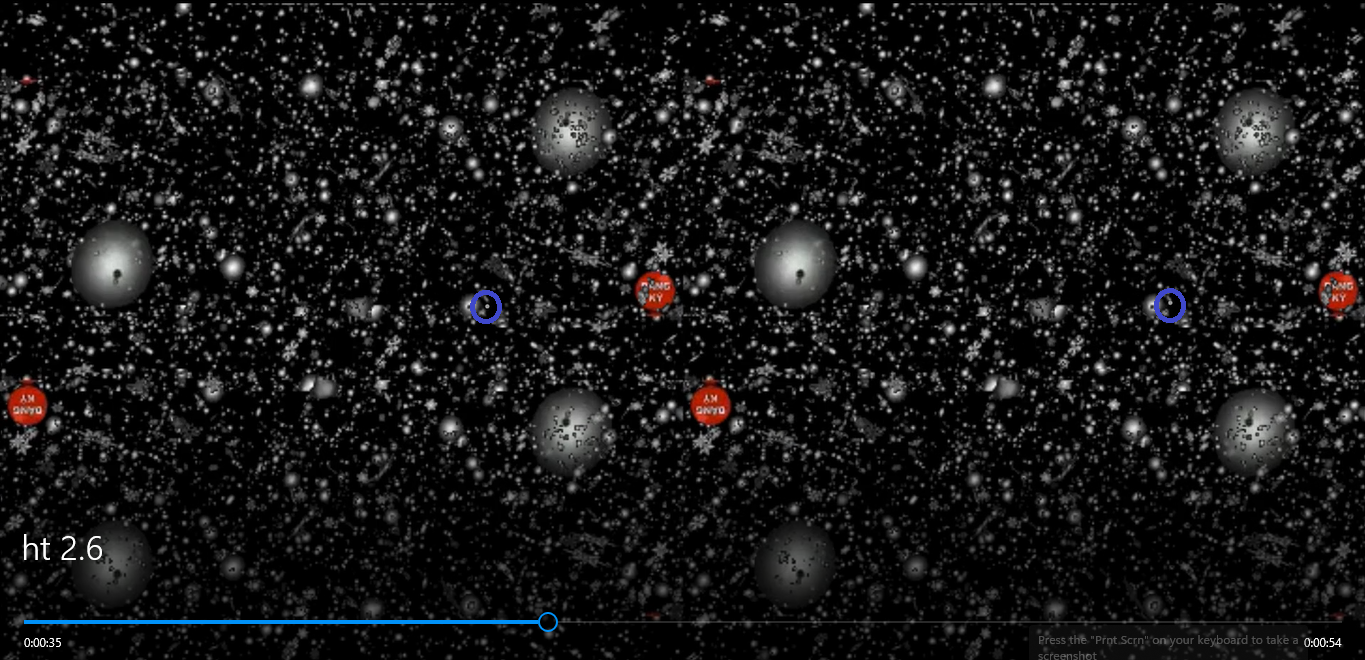 ĐĂNG
KÝ
ĐĂNG
KÝ
ĐĂNG
KÝ
ĐĂNG
KÝ
ht 2.6
0:00:35
0:00:54
Press the "Prnt Scrn" on your keyboard to take a
screenshot